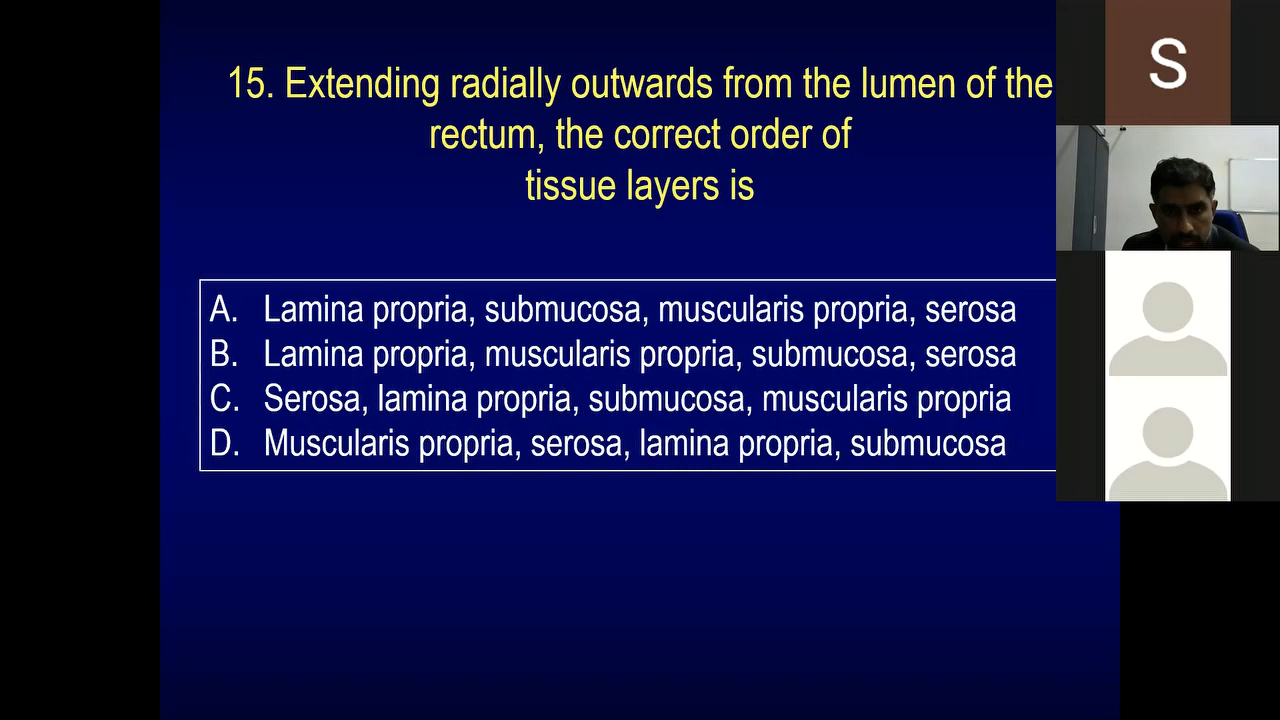 15. Extending radially outwards from the lumen of the
rectum, the correct order of
tissue layers is
S
A. Lamina propria, submucosa, muscularis propria, serosa
B. Lamina propria, muscularis propria, submucosa, serosa
C. Serosa, lamina propria, submucosa, muscularis propria
D. Muscularis propria, serosa, lamina propria, submucosa